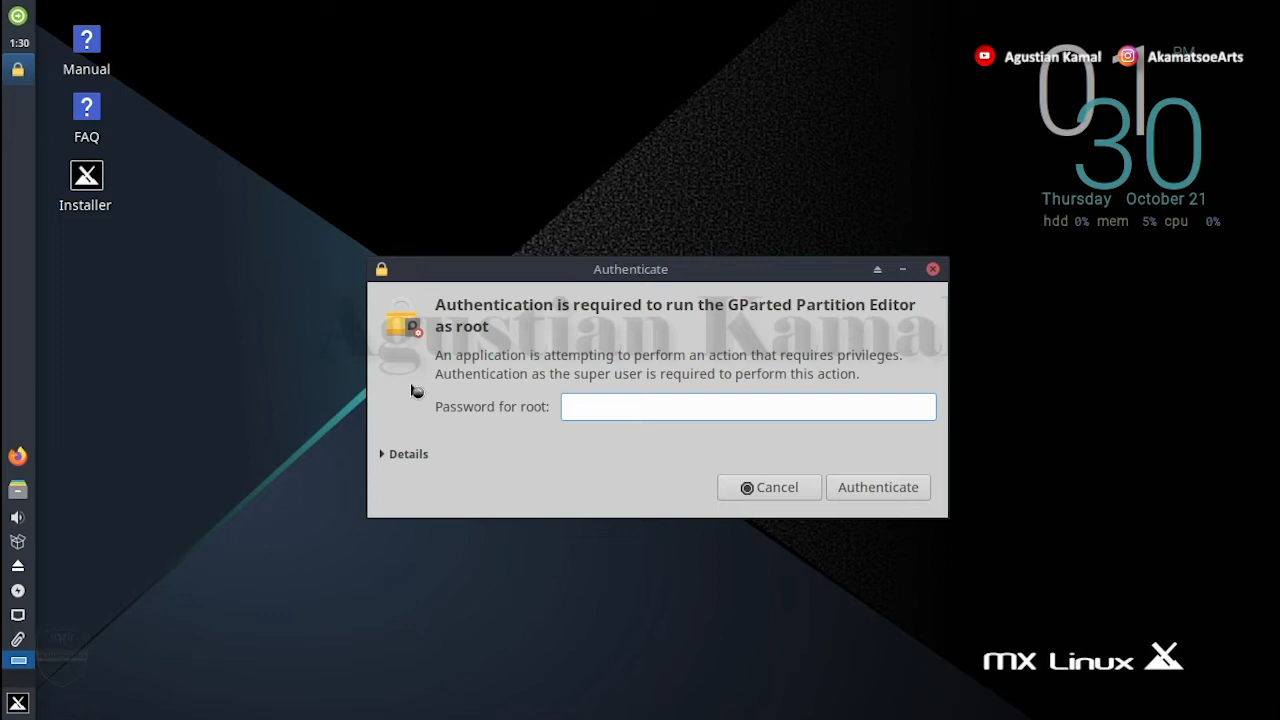 1:30
Manual
FAQ
Installer
Agustian Kamal
AkamatsoeArts
PM
01
30
Thursday October 21
hdd 0% mem 5% cpu 0%
Authenticate
Authentication is required to run the GParted Partition Editor
as root
Agustian Kamal
An application is attempting to perform an action that requires privileges.
Authentication as the super user is required to perform this action.
Password for root:
Details
Cancel
Authenticate
MX Linux